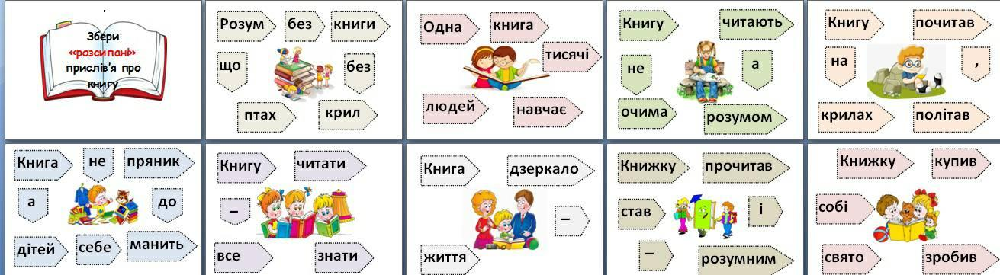 Збери
«розсипані»
прислів'я про
книгу
Розум без книги
що без
птах крил
Одна книга
тисячі
людей навчає
Книгу читають
не а
очима розумом
Книгу почитав
на ,
крилах політав
Книга не пряник
а до
дітей себе манить
Книгу читати
–
все знати
Книга дзеркало
–
життя
Книжку прочитав
став і
– розумним
Книжку купив
собі
свято зробив